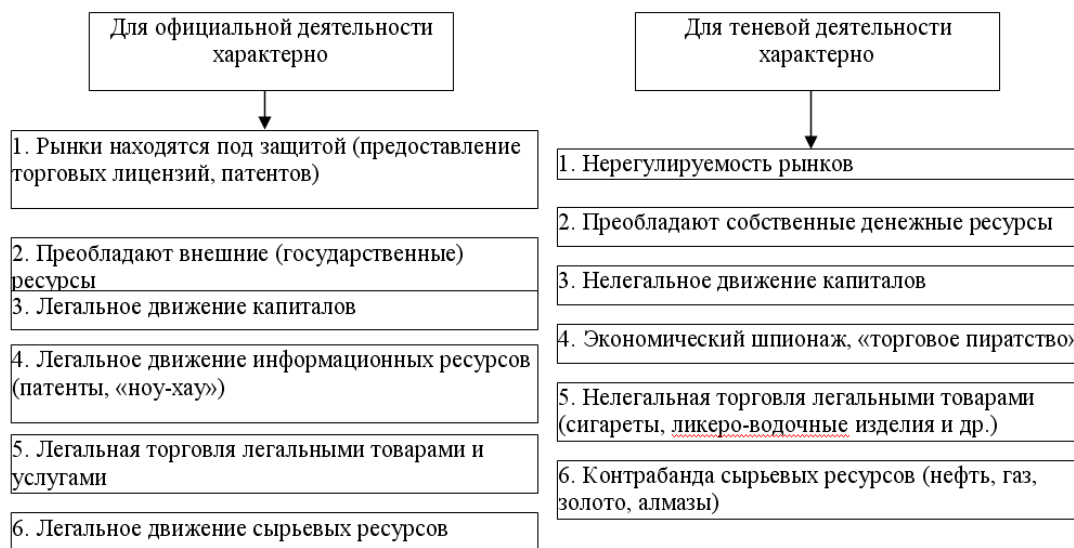 Для официальной деятельности
характерно
1. Рынки находятся под защитой (предоставление
торговых лицензий, патентов)
2. Преобладают внешние (государственные)
ресурсы
3. Легальное движение капиталов
4. Легальное движение информационных ресурсов
(патенты, «ноу-хау»)
5. Легальная торговля легальными товарами и
услугами
6. Легальное движение сырьевых ресурсов
Для теневой деятельности
характерно
1. Нерегулируемость рынков
2. Преобладают собственные денежные ресурсы
3. Нелегальное движение капиталов
4. Экономический шпионаж, «торговое пиратство»
5. Нелегальная торговля легальными товарами
(сигареты, ликеро-водочные изделия и др.)
6. Контрабанда сырьевых ресурсов (нефть, газ,
золото, алмазы)